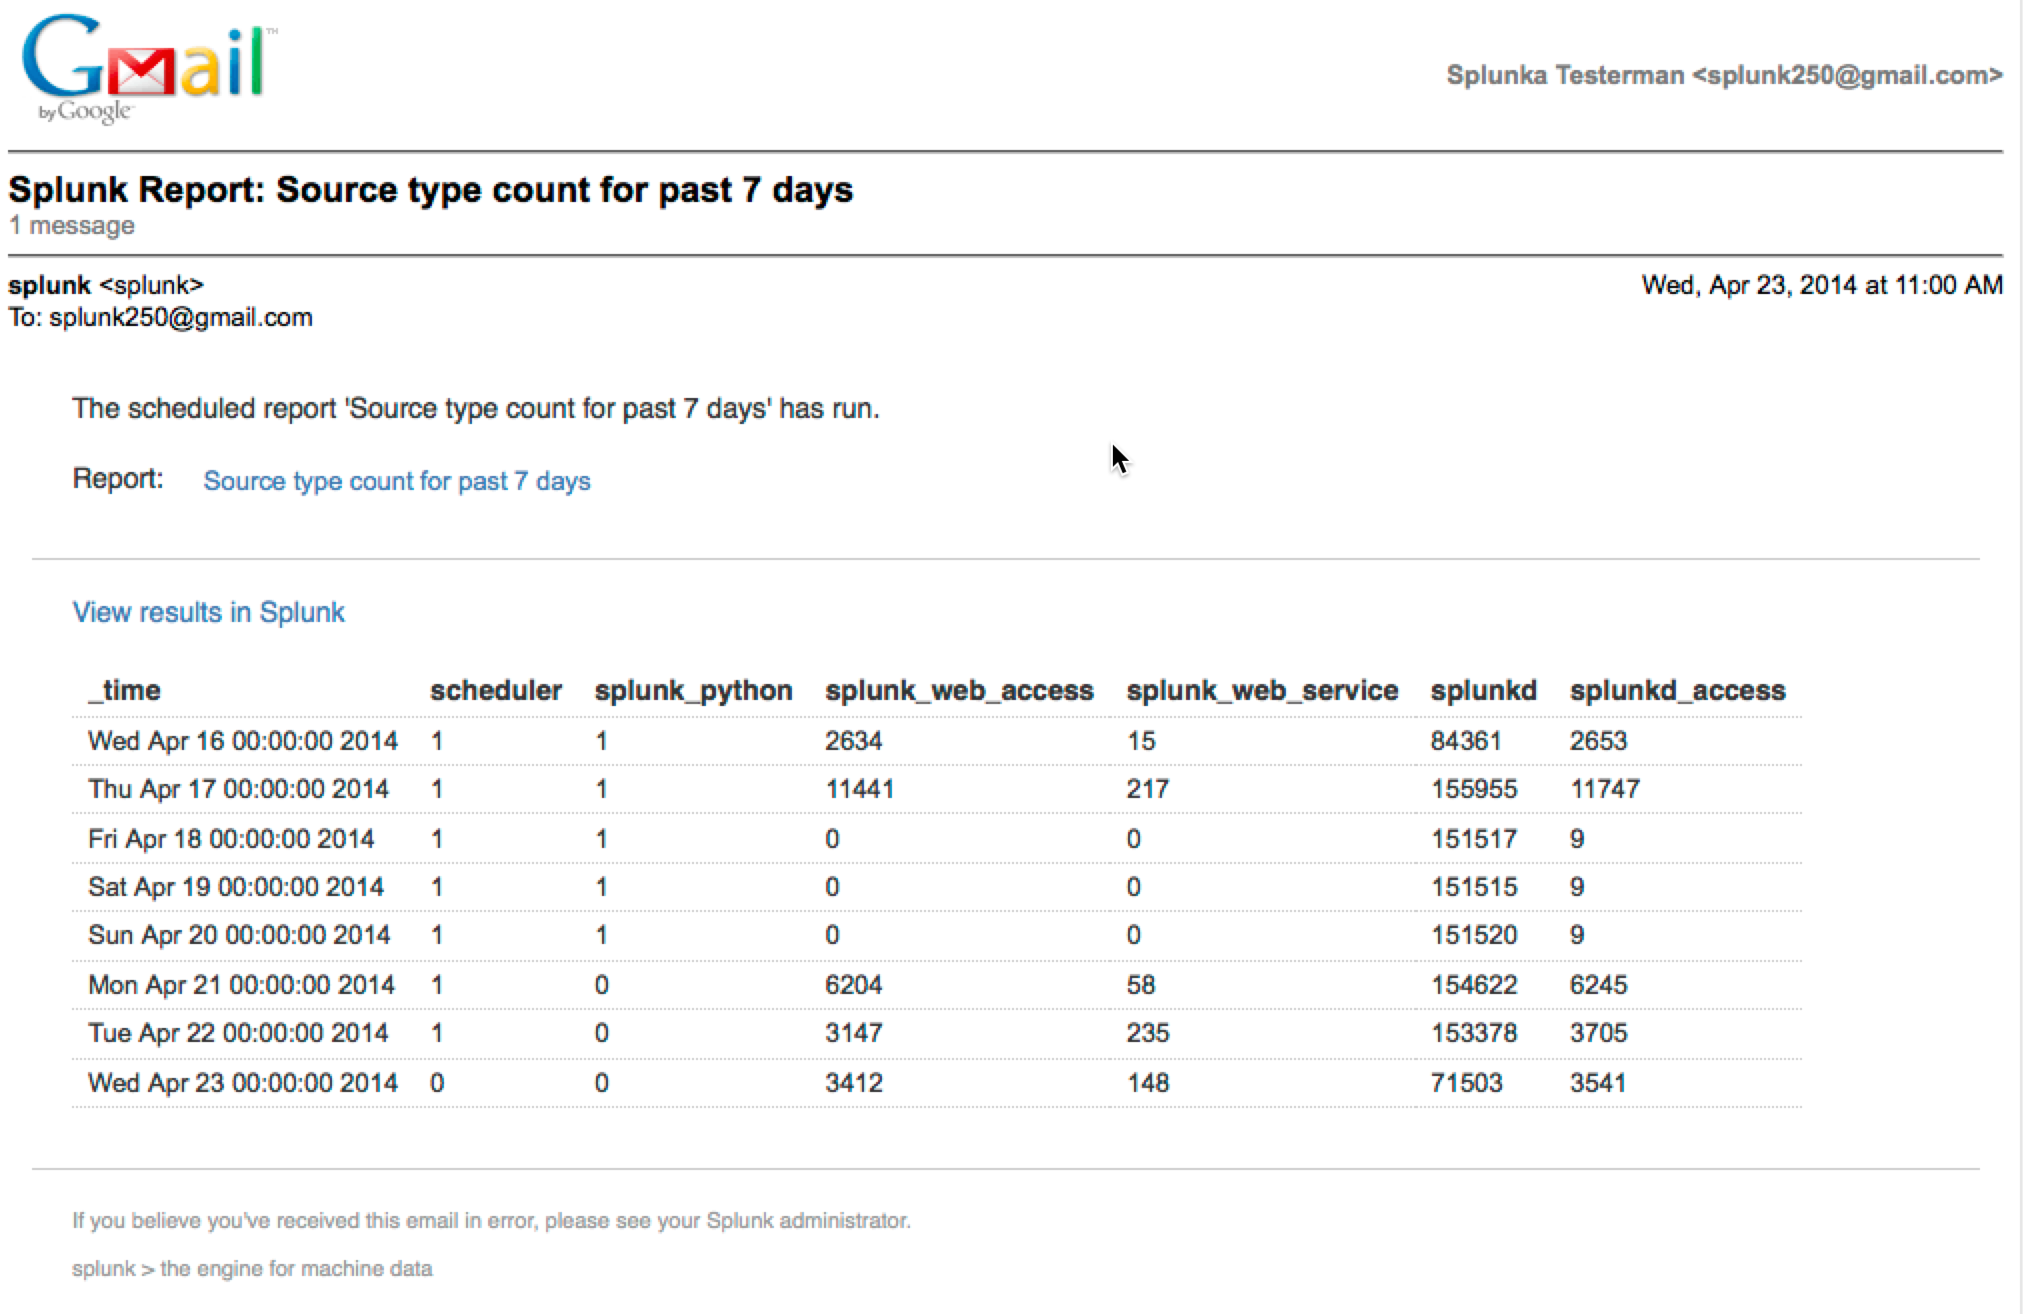 Gmail™
by Google
Splunka Testerman <splunk250@gmail.com>
Splunk Report: Source type count for past 7 days
1 message
splunk <splunk> Wed, Apr 23, 2014 at 11:00 AM
To: splunk250@gmail.com
The scheduled report 'Source type count for past 7 days' has run.
Report: Source type count for past 7 days
View results in Splunk
_time scheduler splunk_python splunk_web_access splunk_web_service splunkd splunkd_access
Wed Apr 16 00:00:00 2014 1 1 2634 15 84361 2653
Thu Apr 17 00:00:00 2014 1 1 11441 217 155955 11747
Fri Apr 18 00:00:00 2014 1 1 0 0 151517 9
Sat Apr 19 00:00:00 2014 1 1 0 0 151515 9
Sun Apr 20 00:00:00 2014 1 1 0 0 151520 9
Mon Apr 21 00:00:00 2014 1 0 6204 58 154622 6245
Tue Apr 22 00:00:00 2014 1 0 3147 235 153378 3705
Wed Apr 23 00:00:00 2014 0 0 3412 148 71503 3541
If you believe you've received this email in error, please see your Splunk administrator.
splunk > the engine for machine data